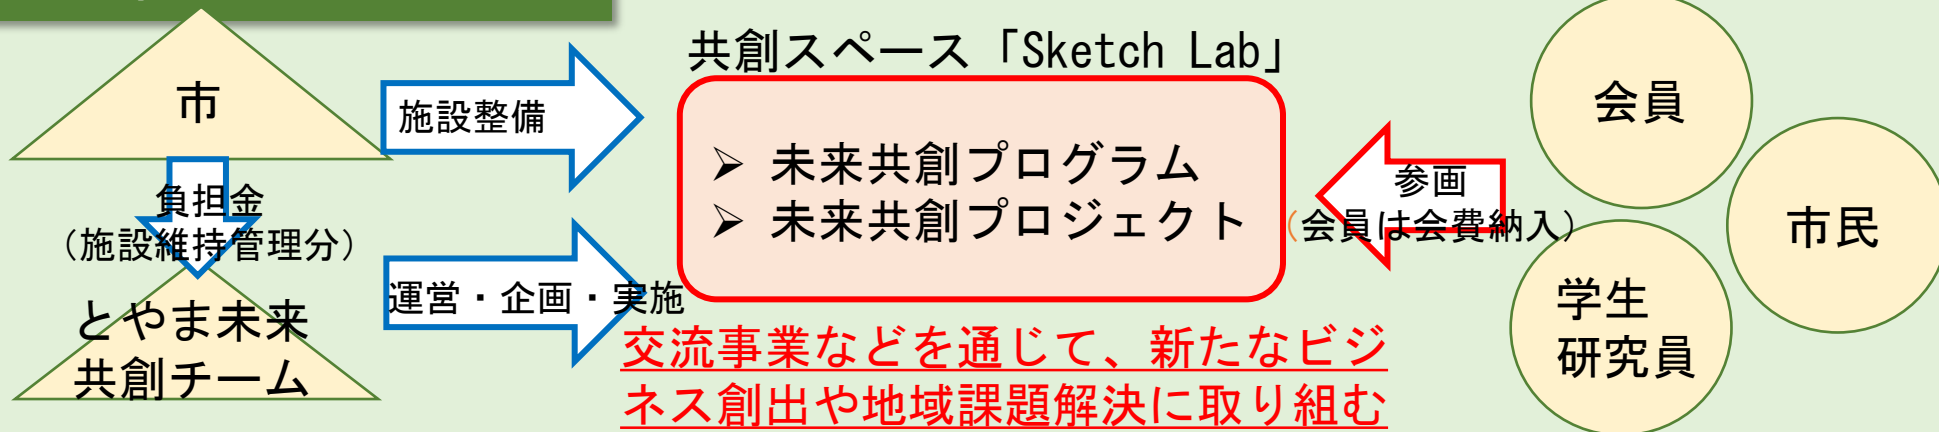 市
負担金
(施設維持管理分)
とやま未来
共創チーム
施設整備
運営・企画・実施
共創スペース「Sketch Lab」
➢ 未来共創プログラム
➢ 未来共創プロジェクト
交流事業などを通じて、新たなビジ
ネス創出や地域課題解決に取り組む
参画
(会員は会費納入)
会員
市民
学生
研究員